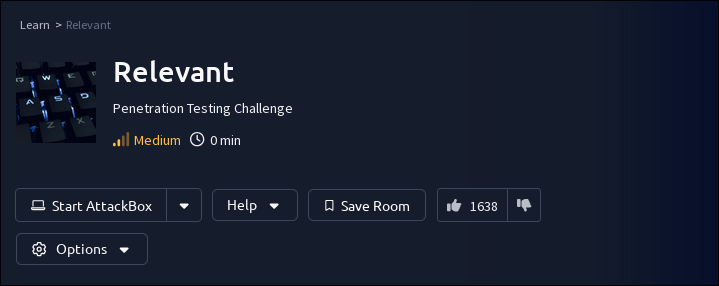 Learn > Relevant
Relevant
Penetration Testing Challenge
Medium 0 min
Start AttackBox Help Save Room 1638
Options